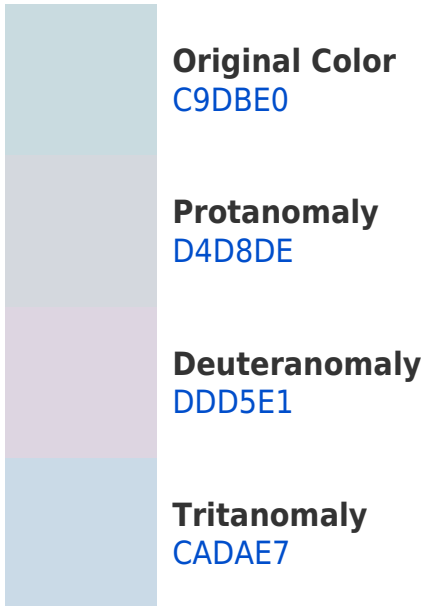 Original Color
C9DBE0
Protanomaly
D4D8DE
Deuteranomaly
DDD5E1
Tritanomaly
CADAE7